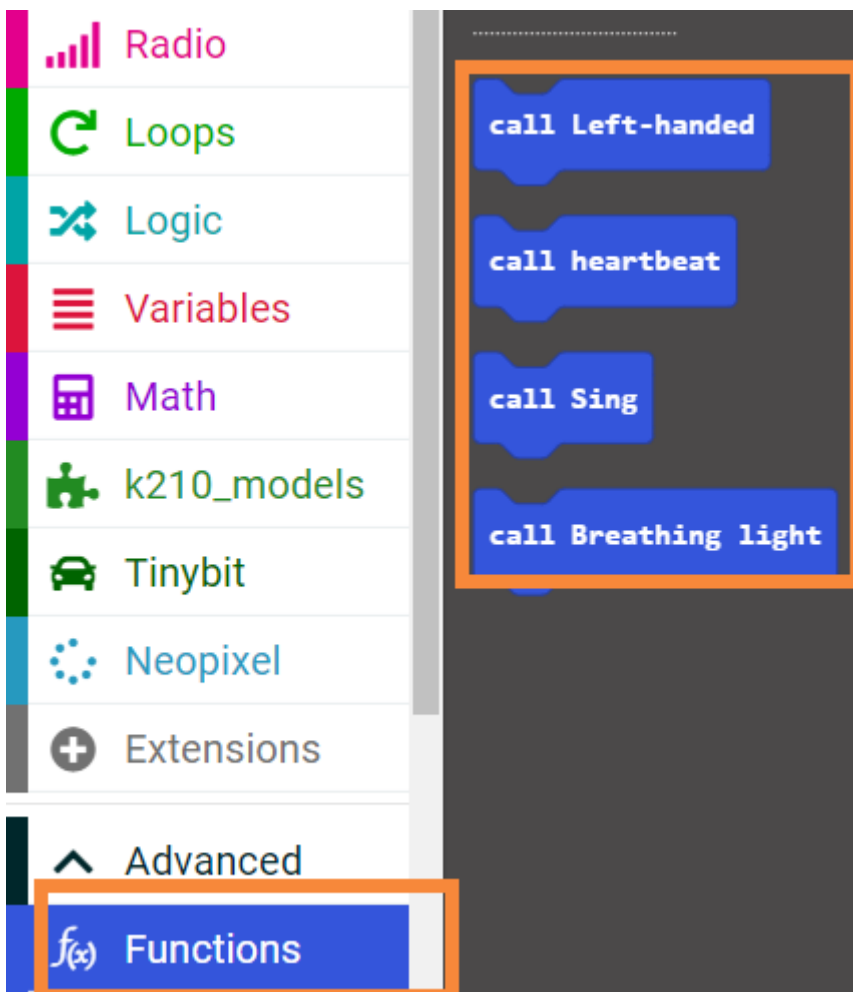 Radio
Loops
Logic
Variables
Math
k210_models
Tinybit
Neopixel
Extensions
Advanced
f(x) Functions
call Left-handed
call heartbeat
call Sing
call Breathing light